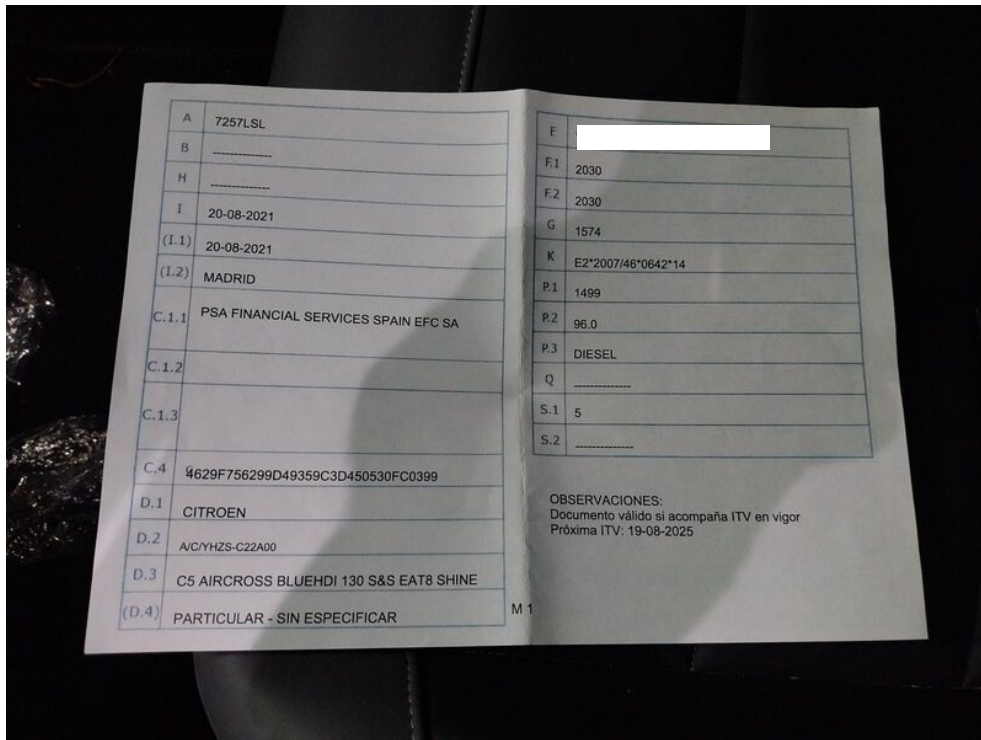 A 7257LSL
B --------------
H --------------
I 20-08-2021
(I.1) 20-08-2021
(I.2) MADRID
C.1.1 PSA FINANCIAL SERVICES SPAIN EFC SA
C.1.2
C.1.3
C.4 4629F756299D49359C3D450530FC0399
D.1 CITROEN
D.2 A/C/YHZS-C22A00
D.3 C5 AIRCROSS BLUEHDI 130 S&S EAT8 SHINE
(D.4) PARTICULAR - SIN ESPECIFICAR
M 1
E
F.1 2030
F.2 2030
G 1574
K E2*2007/46*0642*14
P.1 1499
P.2 96.0
P.3 DIESEL
Q --------------
S.1 5
S.2 --------------
OBSERVACIONES:
Documento válido si acompaña ITV en vigor
Próxima ITV: 19-08-2025